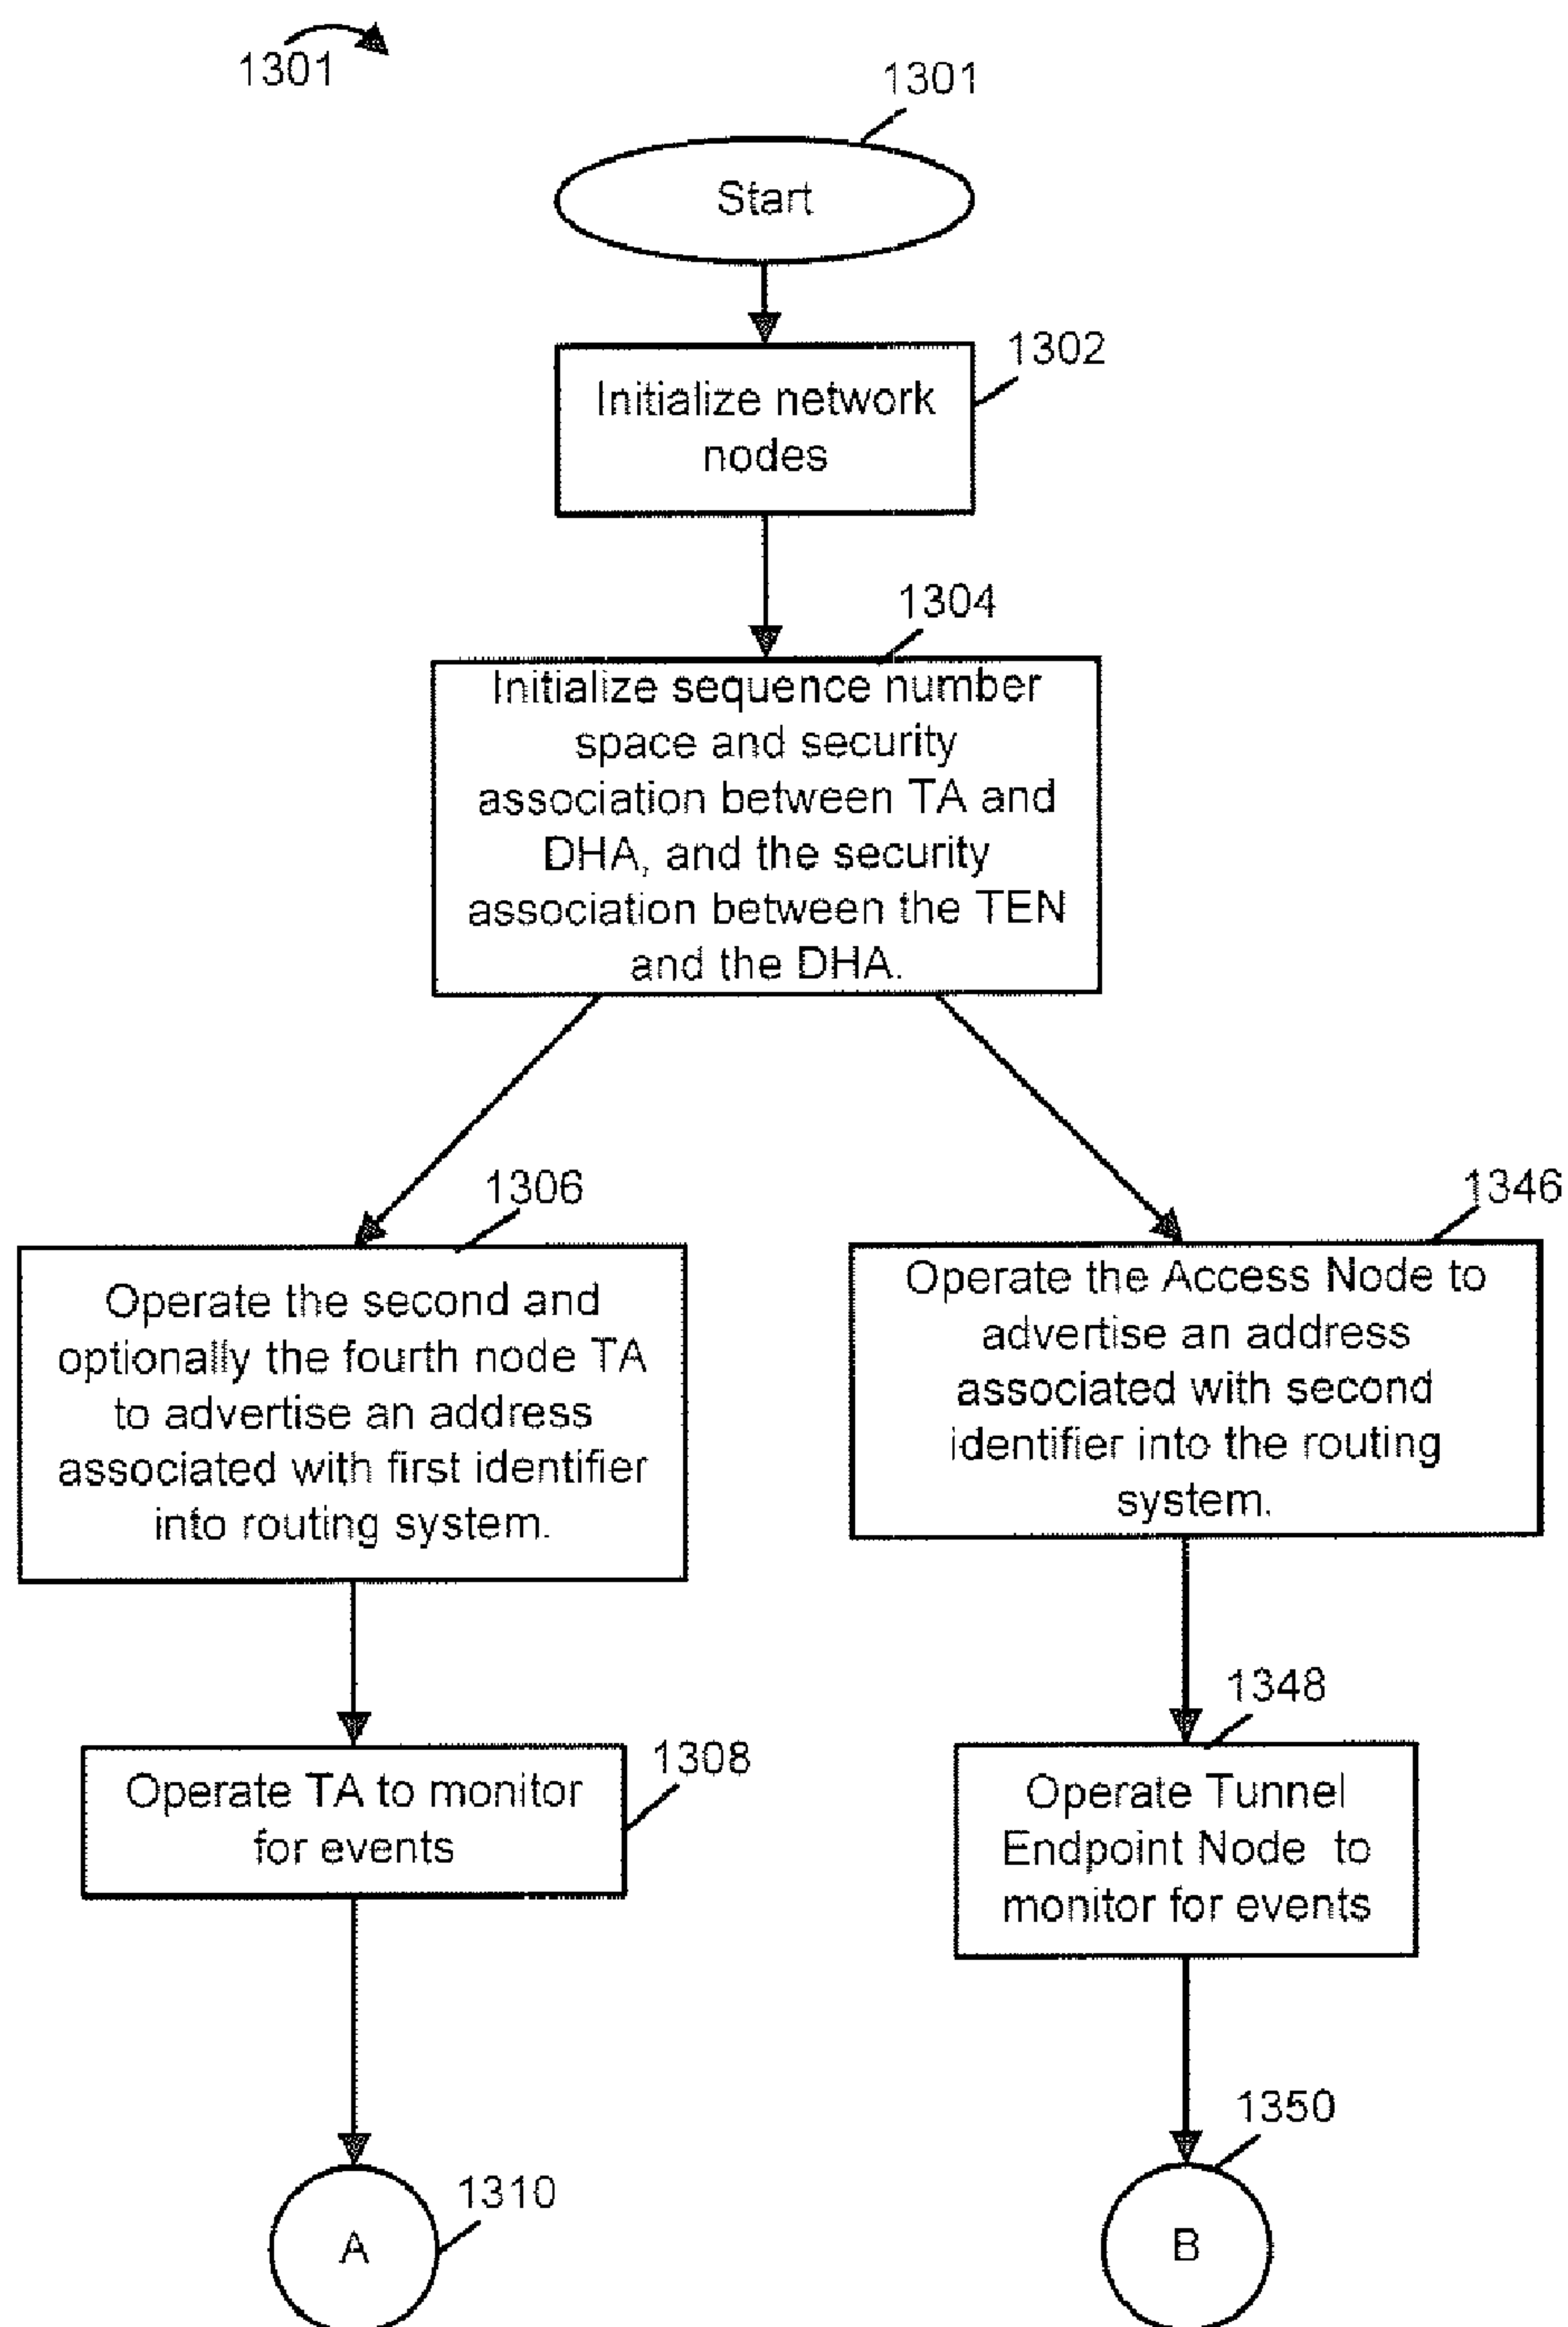 1301
1301
Start
1302
Initialize network
nodes
1304
Initialize sequence number
space and security
association between TA and
DHA, and the security
association between the TEN
and the DHA.
1306
Operate the second and
optionally the fourth node TA
to advertise an address
associated with first identifier
into routing system.
1346
Operate the Access Node to
advertise an address
associated with second
identifier into the routing
system.
1308
Operate TA to monitor
for events
1348
Operate Tunnel
Endpoint Node to
monitor for events
1310
A
1350
B